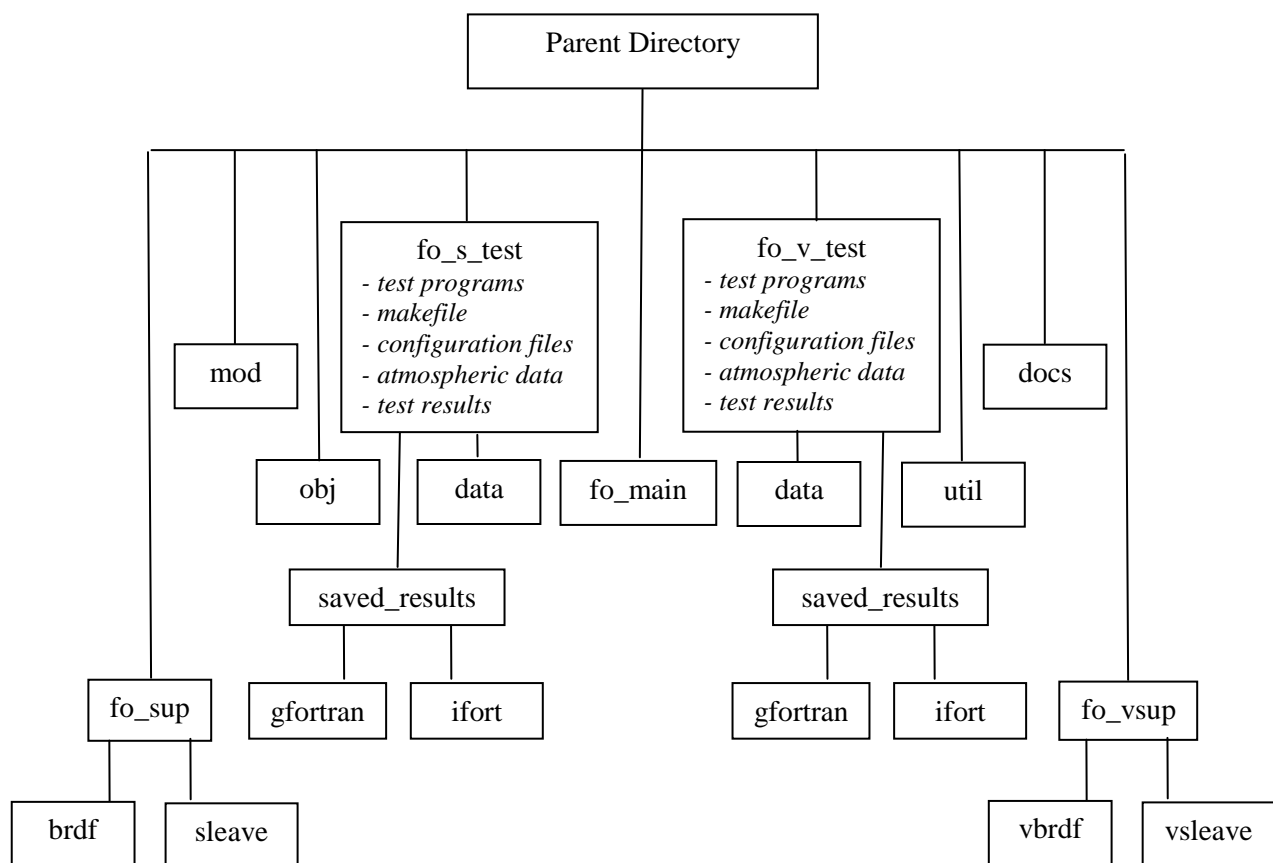 Parent Directory
fo_s_test
- test programs
- makefile
- configuration files
- atmospheric data
- test results
fo_v_test
- test programs
- makefile
- configuration files
- atmospheric data
- test results
mod
docs
obj
data
fo_main
data
util
saved_results
saved_results
fo_sup
gfortran
ifort
gfortran
ifort
fo_vsup
brdf
sleave
vbrdf
vsleave